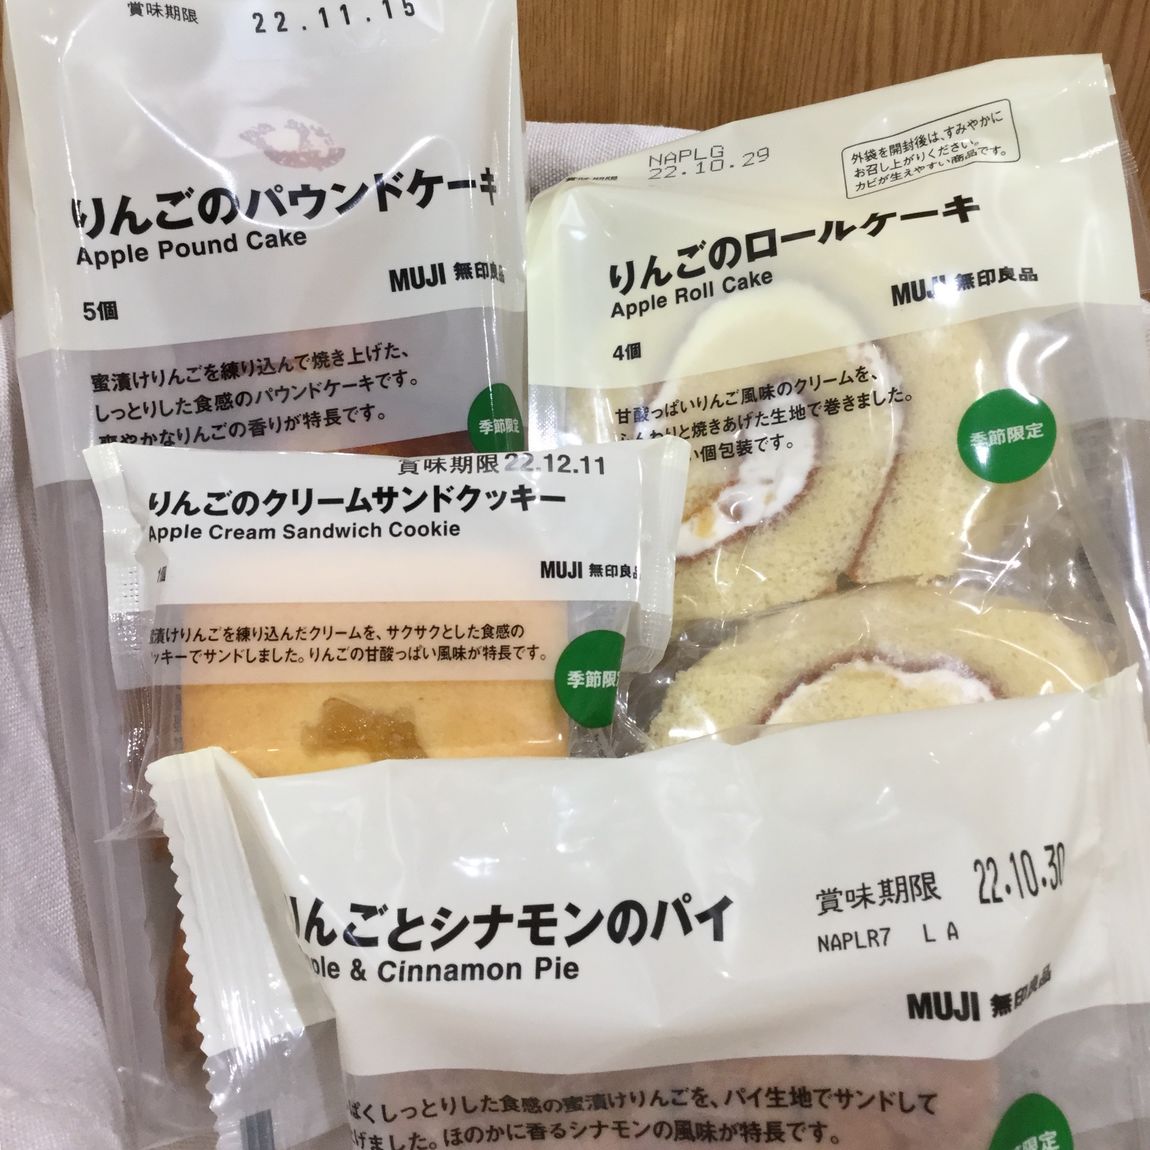 賞味期限 22.11.15
りんごのパウンドケーキ
Apple Pound Cake
MUJI 無印良品
5個
蜜漬けりんごを練り込んで焼き上げた、
しっとりした食感のパウンドケーキです。
爽やかなりんごの香りが特長です。
季節限定
NAPLG
22.10.29
外袋を開封後は、すみやかに
お召し上がりください。
カビが生えやすい商品です。
りんごのロールケーキ
Apple Roll Cake
MUJI 無印良品
4個
甘酸っぱいりんご風味のクリームを、
ふんわりと焼きあげた生地で巻きました。
い個包装です。
季節限定
賞味期限 22.12.11
りんごのクリームサンドクッキー
Apple Cream Sandwich Cookie
1個
MUJI 無印良品
蜜漬けりんごを練り込んだクリームを、サクサクとした食感の
ッキーでサンドしました。りんごの甘酸っぱい風味が特長です。
季節限定
賞味期限 22.10.30
NAPLR7 LA
りんごとシナモンのパイ
ple & Cinnamon Pie
MUJI 無印良品
ぱくしっとりした食感の蜜漬けりんごを、パイ生地でサンドして
げました。ほのかに香るシナモンの風味が特長です。
節限定